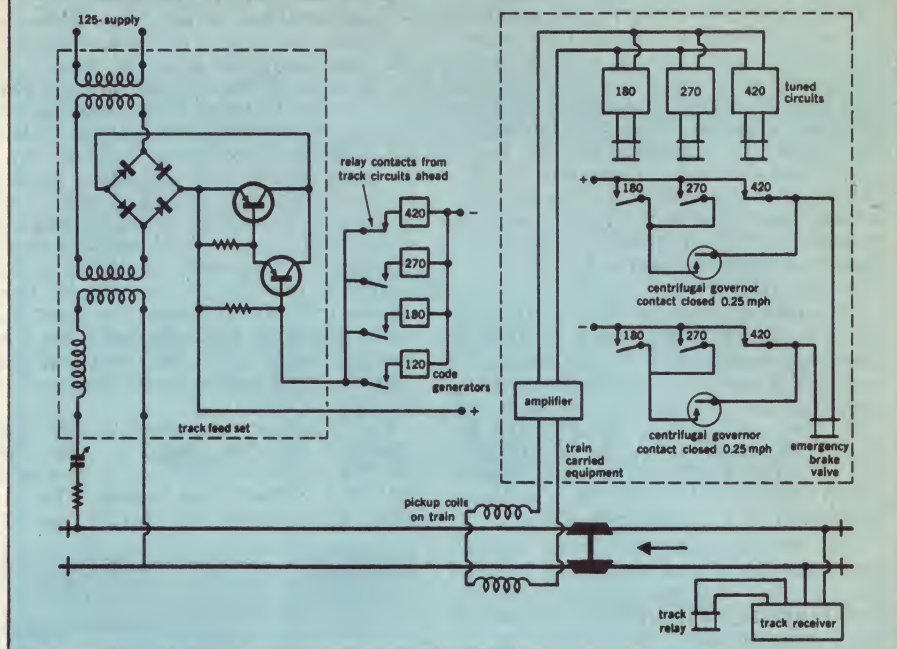 125- supply
relay contacts from
track circuits ahead
420
-
270
180
120
code
generators
+
track feed set
180
270
420
tuned
circuits
+
180
270
420
centrifugal governor
contact closed 0.25 mph
-
180
270
420
centrifugal governor
contact closed 0.25 mph
emergency
brake
valve
amplifier
train
carried
equipment
pickup coils
on train
track
relay
track receiver